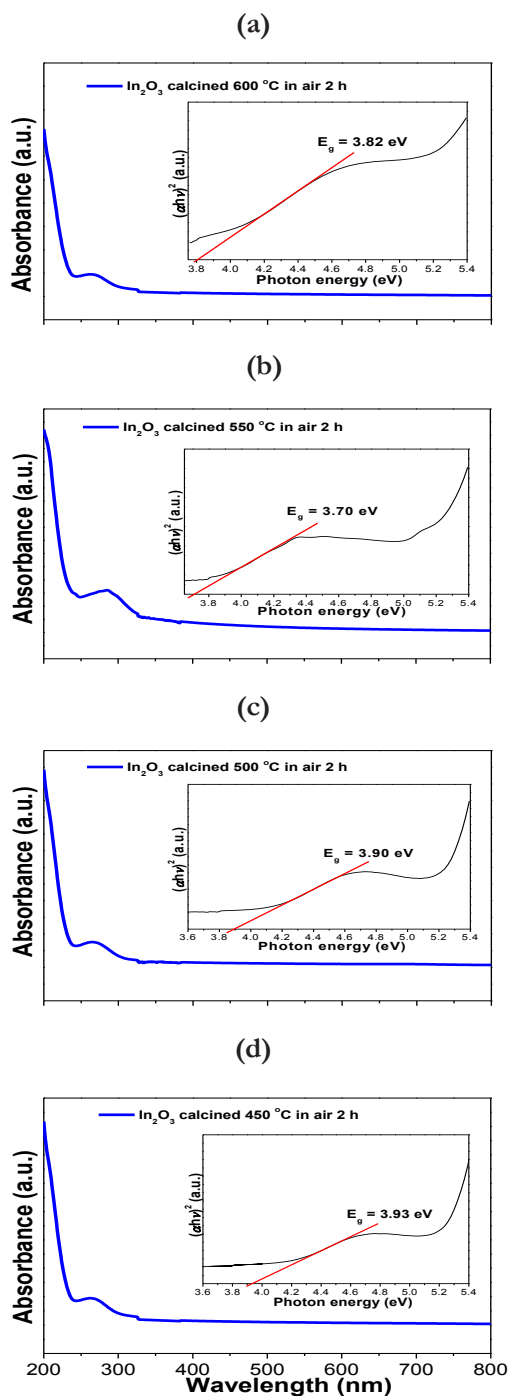 (a)
In₂O₃ calcined 600 °C in air 2 h
E_g = 3.82 eV
(αhν)² (a.u.)
3.8 4.0 4.2 4.4 4.6 4.8 5.0 5.2 5.4
Photon energy (eV)
Absorbance (a.u.)
(b)
In₂O₃ calcined 550 °C in air 2 h
E_g = 3.70 eV
(αhν)² (a.u.)
3.8 4.0 4.2 4.4 4.6 4.8 5.0 5.2 5.4
Photon energy (eV)
Absorbance (a.u.)
(c)
In₂O₃ calcined 500 °C in air 2 h
E_g = 3.90 eV
(αhν)² (a.u.)
3.6 3.8 4.0 4.2 4.4 4.6 4.8 5.0 5.2 5.4
Photon energy (eV)
Absorbance (a.u.)
(d)
In₂O₃ calcined 450 °C in air 2 h
E_g = 3.93 eV
(αhν)² (a.u.)
3.6 3.8 4.0 4.2 4.4 4.6 4.8 5.0 5.2 5.4
Photon energy (eV)
Absorbance (a.u.)
200 300 400 500 600 700 800
Wavelength (nm)